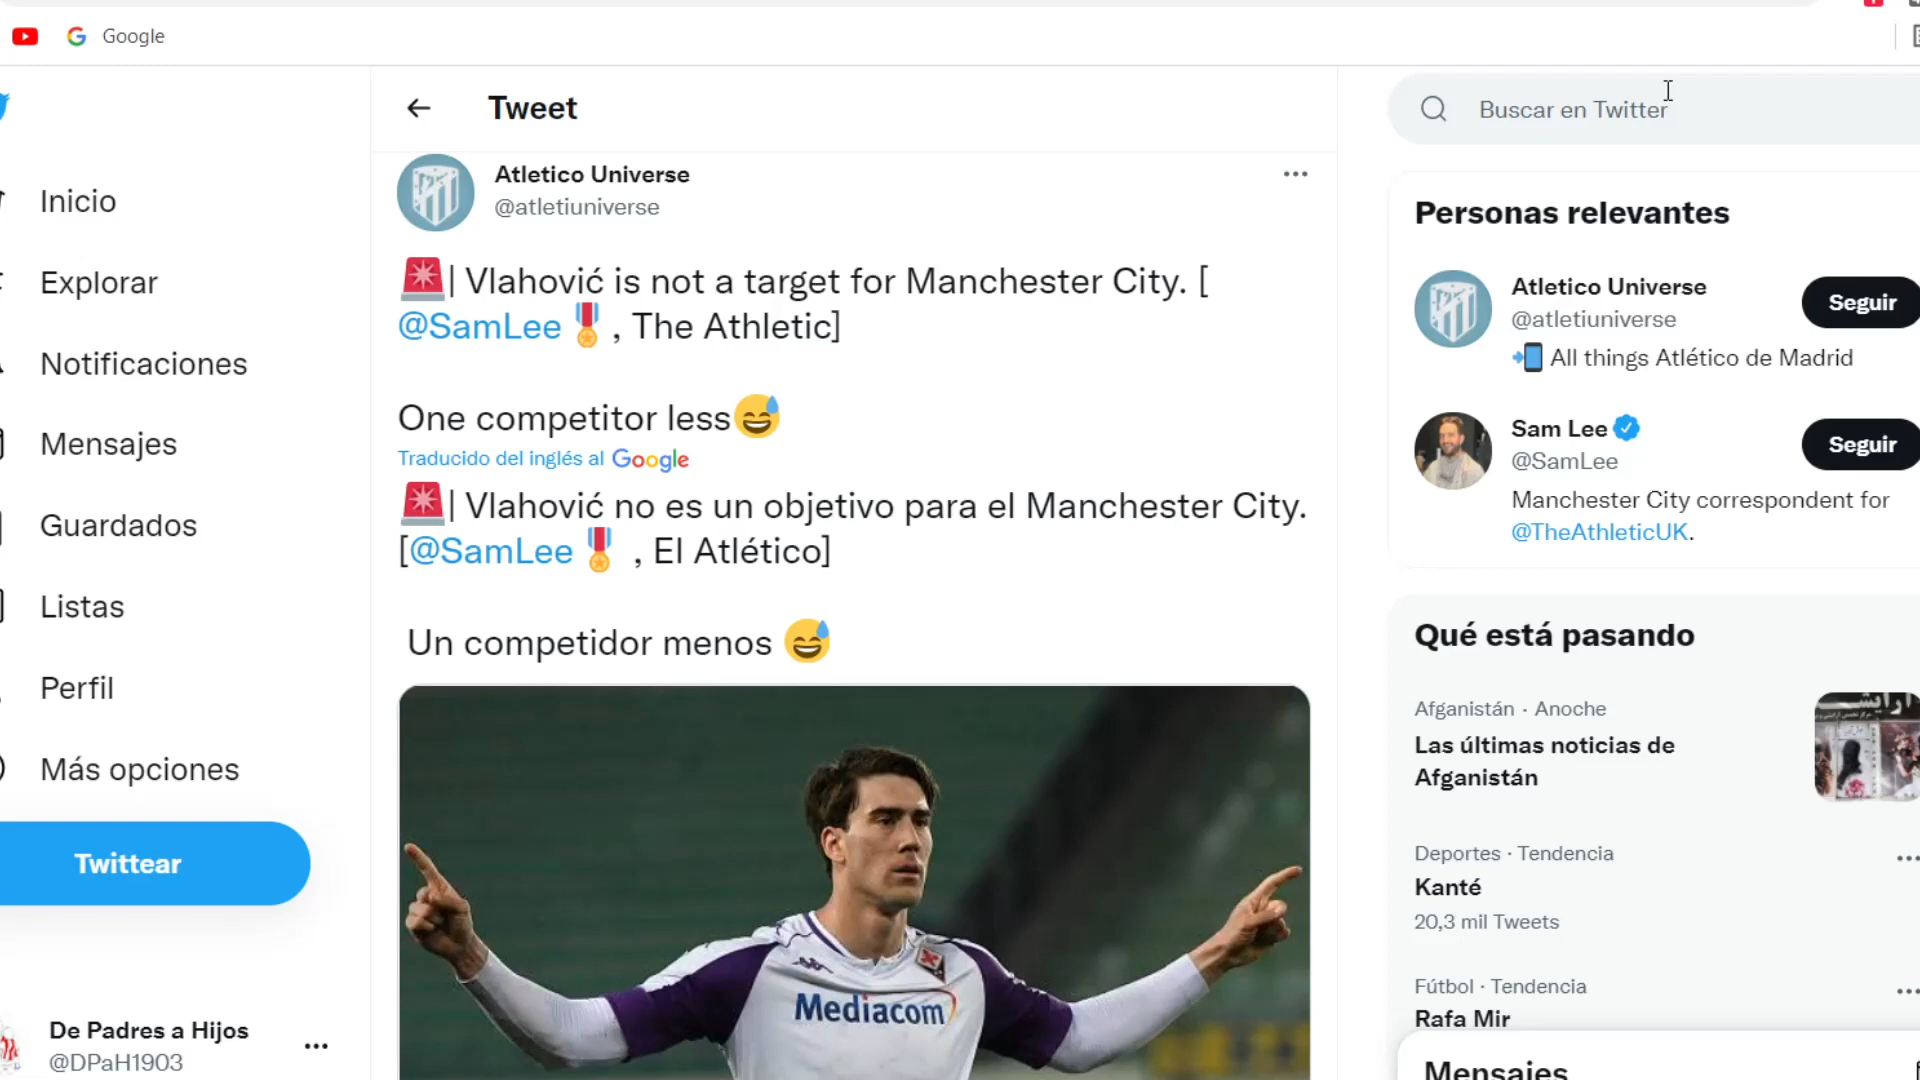 Google
Tweet
Buscar en Twitter
Inicio
Explorar
Notificaciones
Mensajes
Guardados
Listas
Perfil
Más opciones
Twittear
De Padres a Hijos
@DPaH1903
Atletico Universe
@atletiuniverse
| Vlahović is not a target for Manchester City. [
@SamLee , The Athletic]
One competitor less
Traducido del inglés al Google
| Vlahović no es un objetivo para el Manchester City.
[@SamLee , El Atlético]
Un competidor menos
Mediacom
Personas relevantes
Atletico Universe
@atletiuniverse
Seguir
All things Atlético de Madrid
Sam Lee
@SamLee
Seguir
Manchester City correspondent for
@TheAthleticUK.
Qué está pasando
Afganistán · Anoche
Las últimas noticias de
Afganistán
Deportes · Tendencia
Kanté
20,3 mil Tweets
Fútbol · Tendencia
Rafa Mir
Mensajes